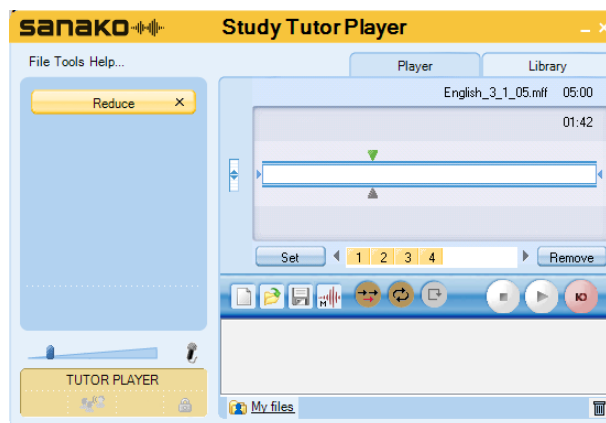 sanako Study Tutor Player
File Tools Help...
Player Library
Reduce
English_3_1_05.mff 05:00
01:42
Set 1 2 3 4 Remove
M
TUTOR PLAYER
My files